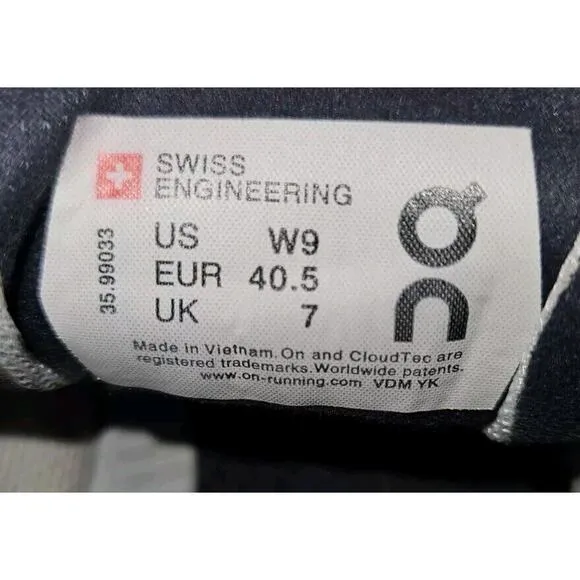 SWISS
ENGINEERING
US W9
EUR 40.5
UK 7
35.99033
Made in Vietnam. On and CloudTec are
registered trademarks. Worldwide patents.
www.on-running.com VDM YK